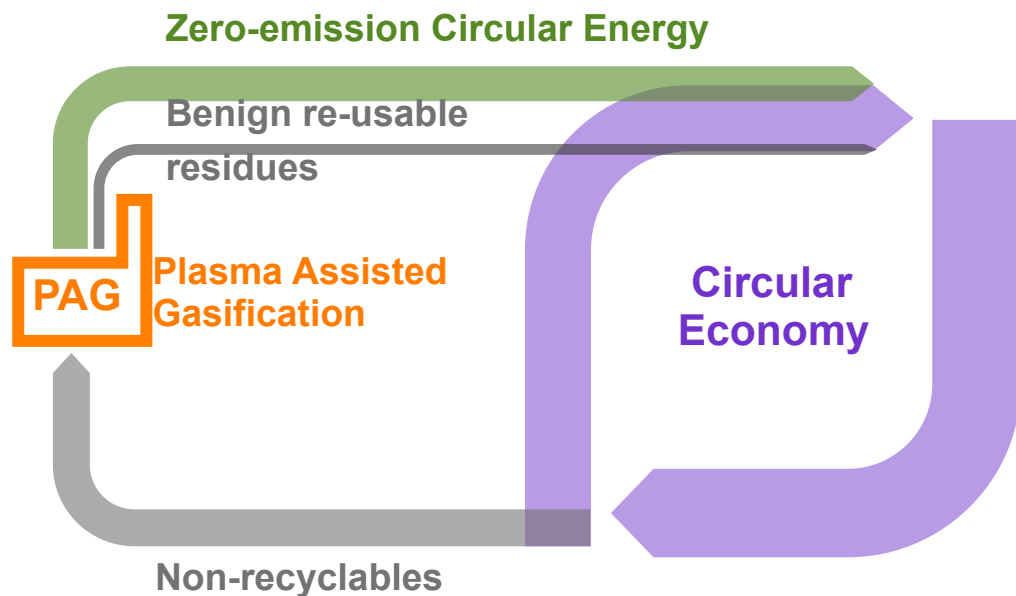 Zero-emission Circular Energy
Benign re-usable
residues
PAG
Plasma Assisted
Gasification
Circular
Economy
Non-recyclables